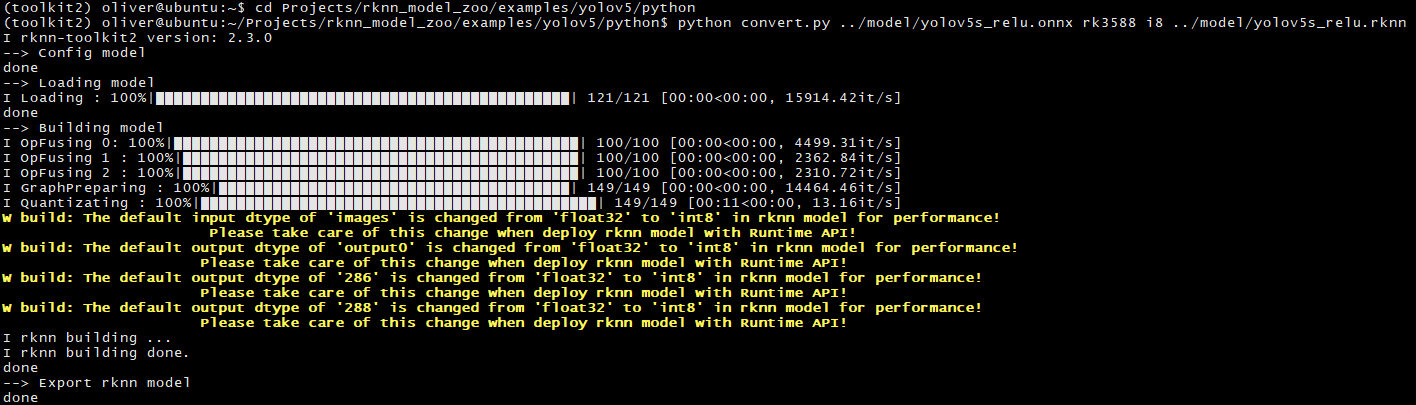 (toolkit2) oliver@ubuntu:~$ cd Projects/rknn_model_zoo/examples/yolov5/python
(toolkit2) oliver@ubuntu:~/Projects/rknn_model_zoo/examples/yolov5/python$ python convert.py ../model/yolov5s_relu.onnx rk3588 i8 ../model/yolov5s_relu.rknn
I rknn-toolkit2 version: 2.3.0
--> Config model
done
--> Loading model
I Loading : 100%|██████████████████████████████████████████████| 121/121 [00:00<00:00, 15914.42it/s]
done
--> Building model
I OpFusing 0: 100%|█████████████████████████████████████████████| 100/100 [00:00<00:00, 4499.31it/s]
I OpFusing 1 : 100%|████████████████████████████████████████████| 100/100 [00:00<00:00, 2362.84it/s]
I OpFusing 2 : 100%|████████████████████████████████████████████| 100/100 [00:00<00:00, 2310.72it/s]
I GraphPreparing : 100%|███████████████████████████████████████| 149/149 [00:00<00:00, 14464.46it/s]
I Quantizating : 100%|████████████████████████████████████████████| 149/149 [00:11<00:00, 13.16it/s]
W build: The default input dtype of 'images' is changed from 'float32' to 'int8' in rknn model for performance!
Please take care of this change when deploy rknn model with Runtime API!
W build: The default output dtype of 'output0' is changed from 'float32' to 'int8' in rknn model for performance!
Please take care of this change when deploy rknn model with Runtime API!
W build: The default output dtype of '286' is changed from 'float32' to 'int8' in rknn model for performance!
Please take care of this change when deploy rknn model with Runtime API!
W build: The default output dtype of '288' is changed from 'float32' to 'int8' in rknn model for performance!
Please take care of this change when deploy rknn model with Runtime API!
I rknn building ...
I rknn building done.
done
--> Export rknn model
done